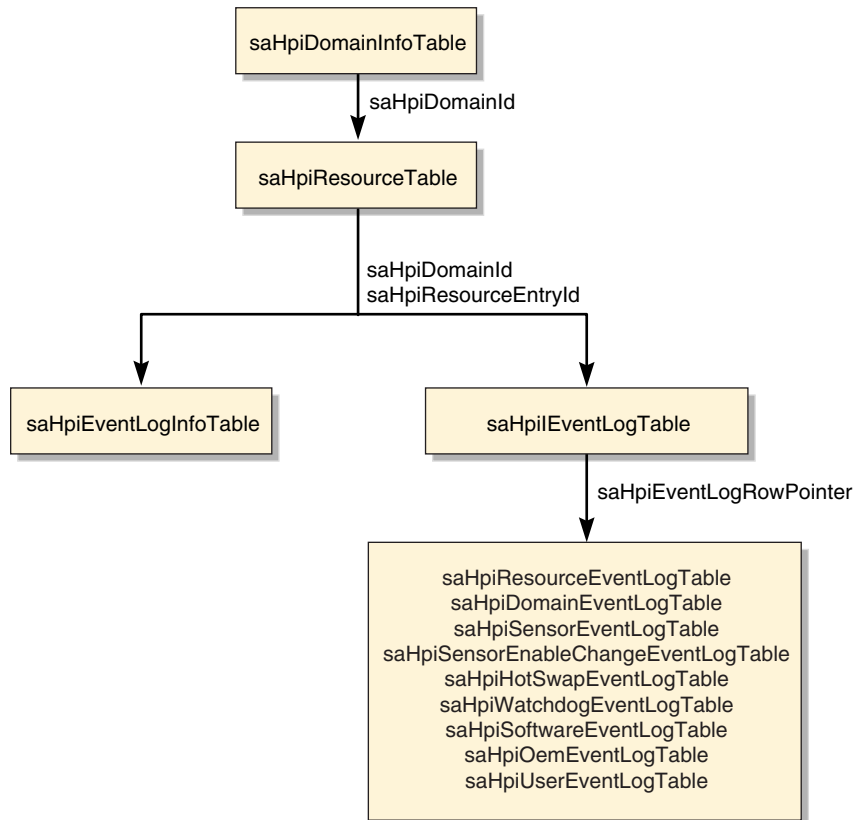 saHpiDomainInfoTable
saHpiDomainId
saHpiResourceTable
saHpiDomainId
saHpiResourceEntryId
saHpiEventLogInfoTable
saHpiIEventLogTable
saHpiEventLogRowPointer
saHpiResourceEventLogTable
saHpiDomainEventLogTable
saHpiSensorEventLogTable
saHpiSensorEnableChangeEventLogTable
saHpiHotSwapEventLogTable
saHpiWatchdogEventLogTable
saHpiSoftwareEventLogTable
saHpiOemEventLogTable
saHpiUserEventLogTable